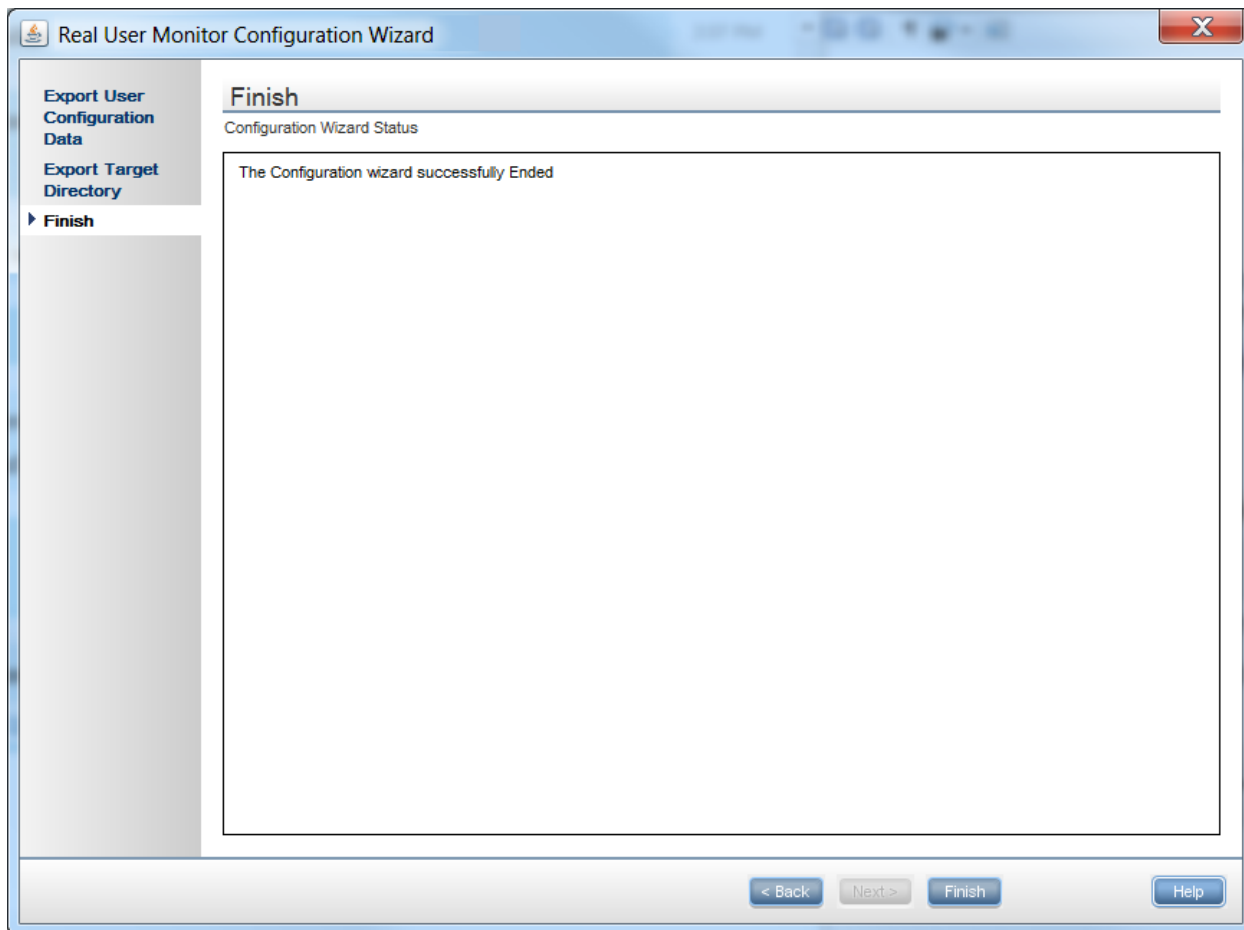 Real User Monitor Configuration Wizard
X
Export User
Configuration
Data
Export Target
Directory
Finish
Finish
Configuration Wizard Status
The Configuration wizard successfully Ended
< Back
Next >
Finish
Help